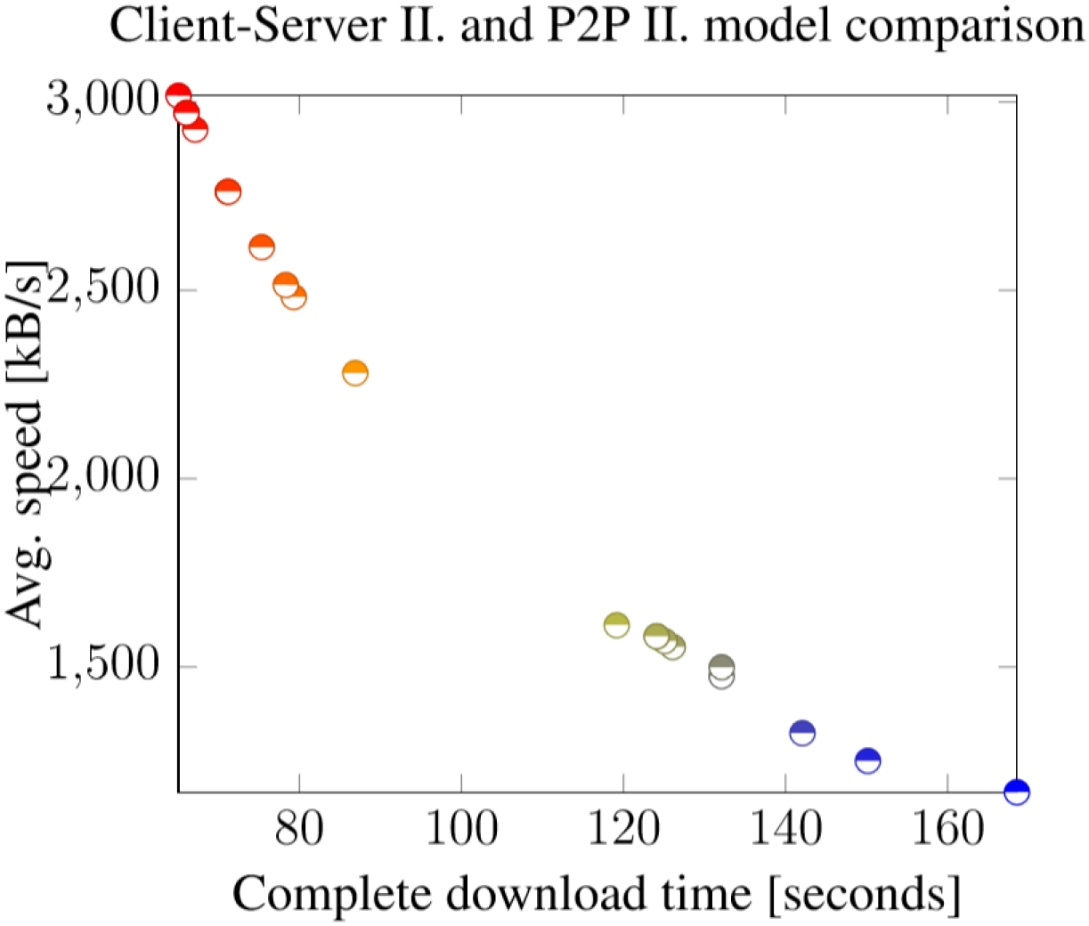 Client-Server II. and P2P II. model comparison
3,000
2,500
2,000
1,500
Avg. speed [kB/s]
80 100 120 140 160
Complete download time [seconds]